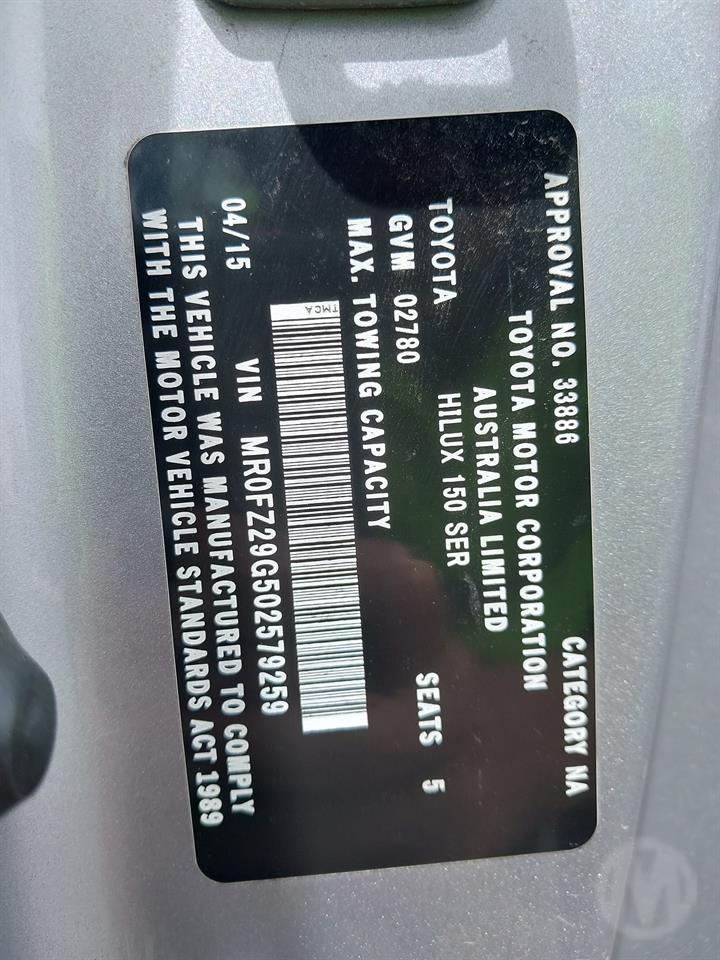 APPROVAL NO. 33886 CATEGORY NA
TOYOTA MOTOR CORPORATION
AUSTRALIA LIMITED
TOYOTA HILUX 150 SER
GVM 02780 SEATS 5
MAX. TOWING CAPACITY
TMCA
VIN MR0FZ29G502579259
04/15
THIS VEHICLE WAS MANUFACTURED TO COMPLY
WITH THE MOTOR VEHICLE STANDARDS ACT 1989
M